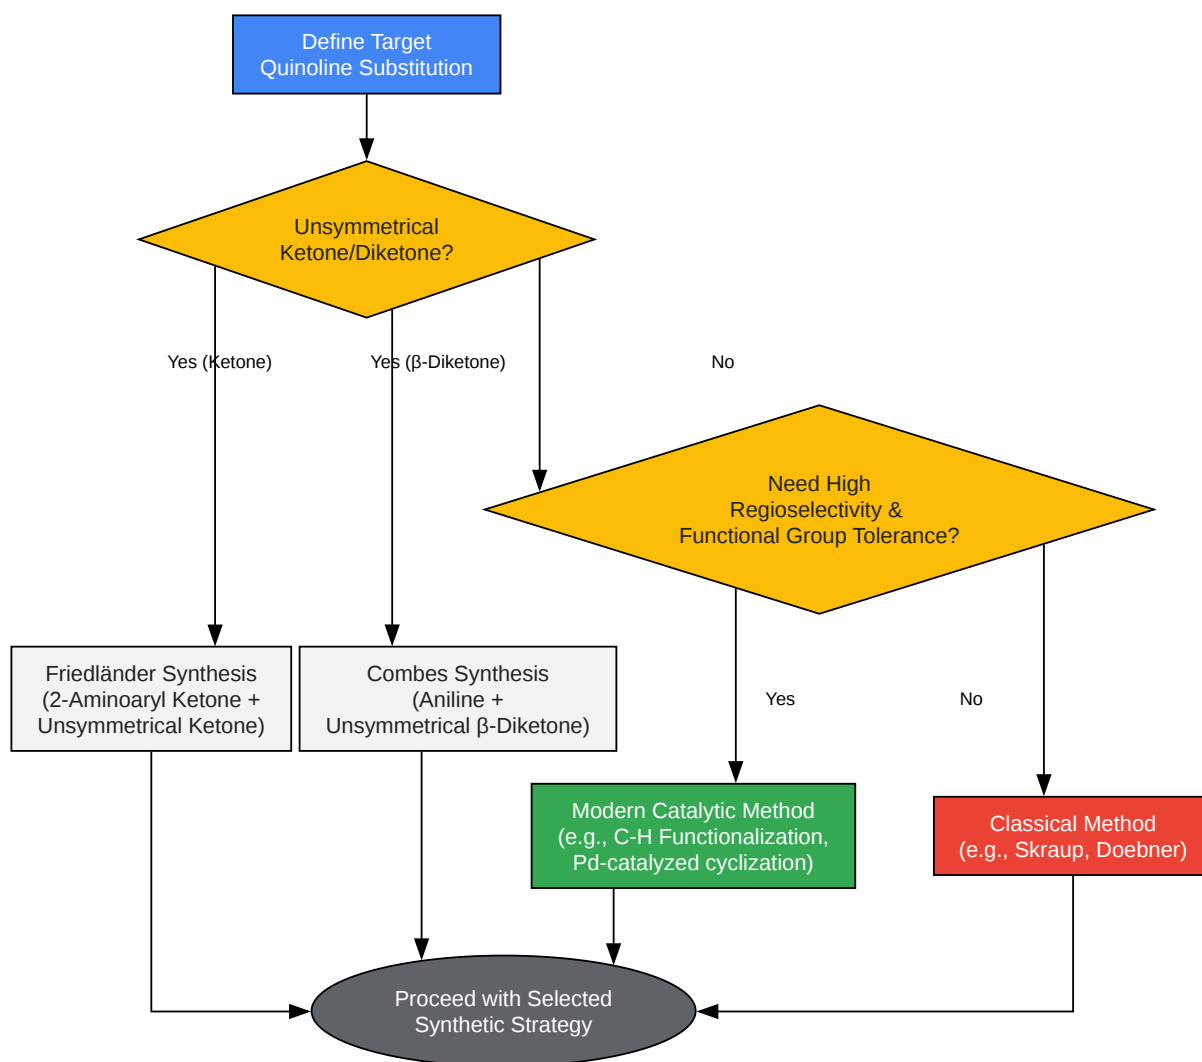 Define Target
Quinoline Substitution
Unsymmetrical
Ketone/Diketone?
Yes (Ketone)
Yes (β-Diketone)
No
Need High
Regioselectivity &
Functional Group Tolerance?
Friedländer Synthesis
(2-Aminoaryl Ketone +
Unsymmetrical Ketone)
Combes Synthesis
(Aniline +
Unsymmetrical β-Diketone)
Yes
No
Modern Catalytic Method
(e.g., C-H Functionalization,
Pd-catalyzed cyclization)
Classical Method
(e.g., Skraup, Doebner)
Proceed with Selected
Synthetic Strategy